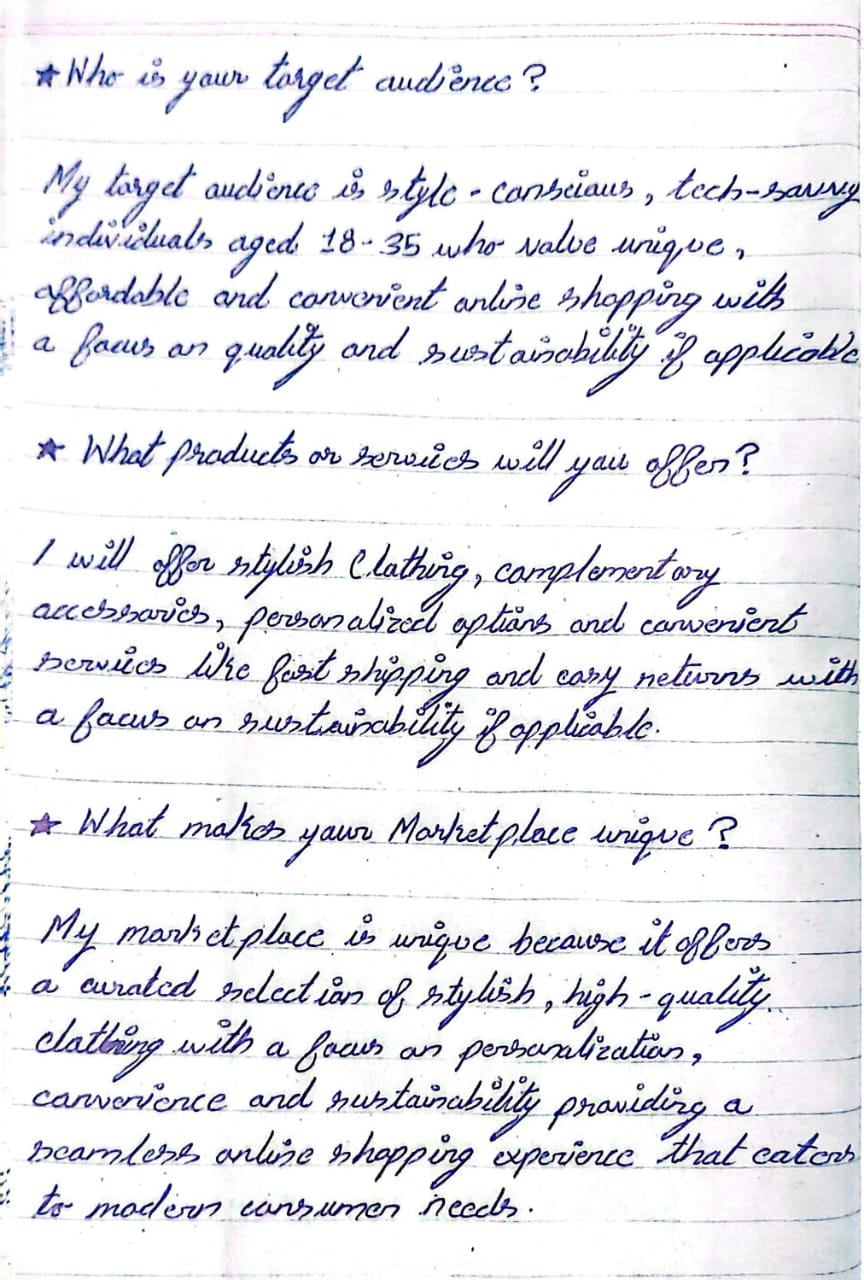 ★ Who is your target audience?
My target audience is style-conscious, tech-savvy
individuals aged 18-35 who value unique,
affordable and convenient online shopping with
a focus on quality and sustainability if applicable
★ What products or services will you offer?
I will offer stylish Clothing, complementary
accessories, personalized options and convenient
services like fast shipping and easy returns with
a focus on sustainability if applicable.
★ What makes your Marketplace unique?
My marketplace is unique because it offers
a curated selection of stylish, high-quality
clothing with a focus on personalization,
convenience and sustainability providing a
seamless online shopping experience that caters
to modern consumer needs.